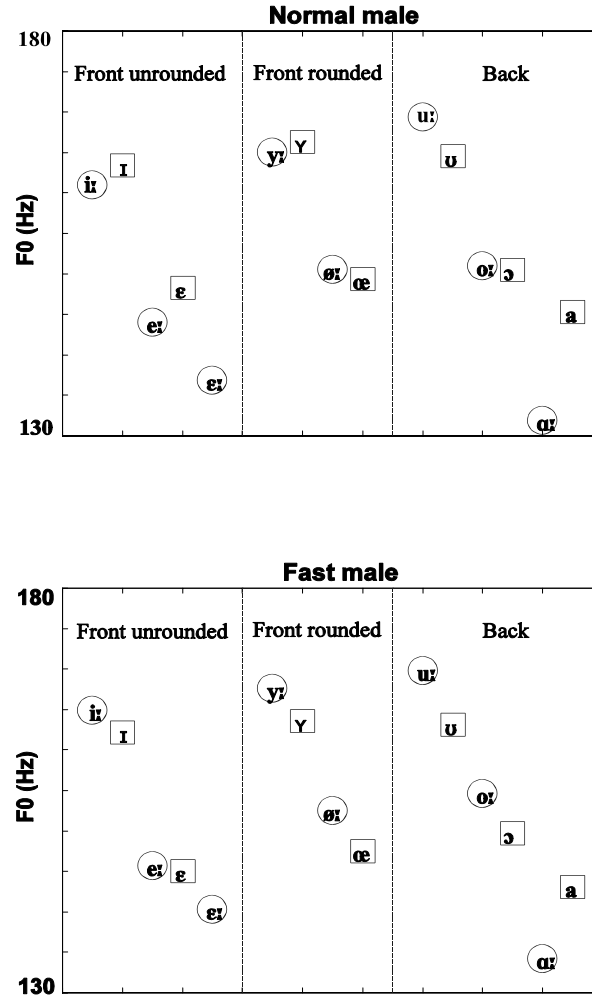 Normal male
180
Front unrounded Front rounded Back
uː
ʏ
yː ʊ
ɪ
iː
oː ɔ
øː œ
ɛ
a
eː
ɛː
ɑː
130
F0 (Hz)
Fast male
180
Front unrounded Front rounded Back
uː
yː
iː ʏ ʊ
ɪ
oː
øː
ɔ
œ
eː ɛ
a
ɛː
ɑː
130
F0 (Hz)